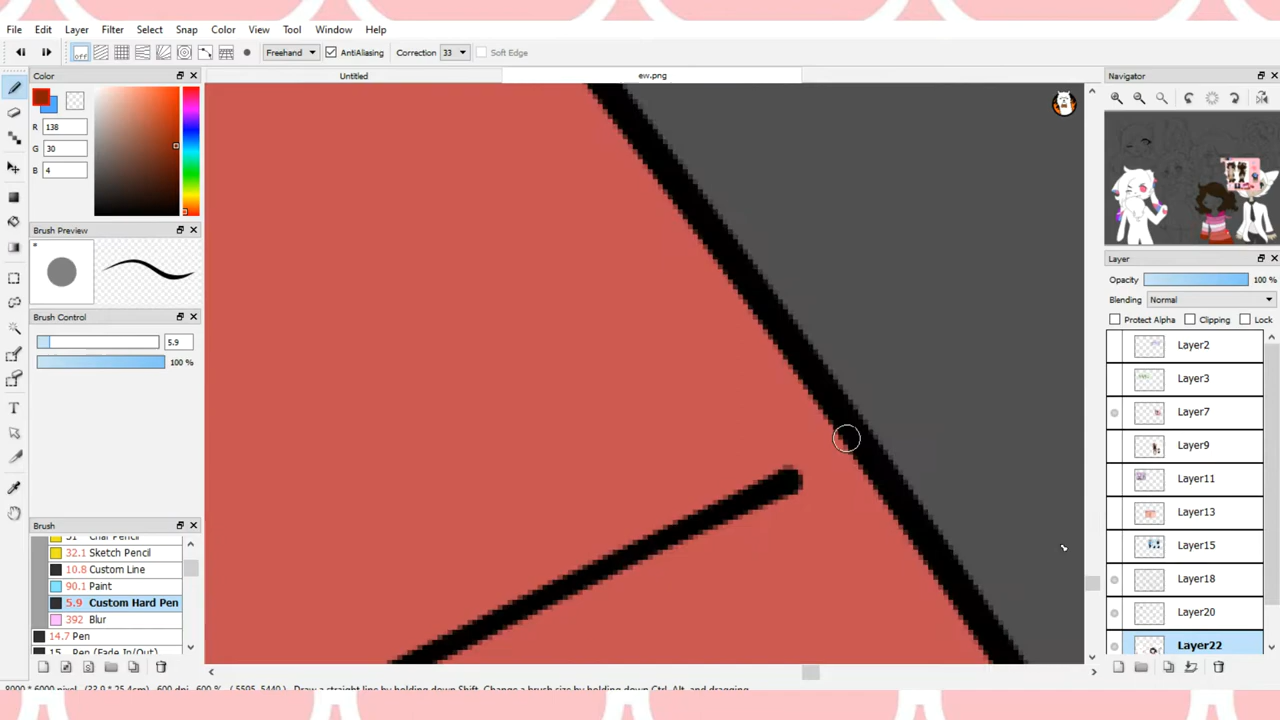 File Edit Layer Filter Select Snap Color View Tool Window Help
off Freehand AntiAliasing Correction 33 Soft Edge
Color
R 138
G 30
B 4
Brush Preview
*
Brush Control
5.9
100 %
Brush
32.1 Sketch Pencil
10.8 Custom Line
90.1 Paint
5.9 Custom Hard Pen
392 Blur
14.7 Pen
15 Pen (Fade In/Out)
Untitled ew.png
Navigator
Layer
Opacity 100 %
Blending Normal
Protect Alpha Clipping Lock
Layer2
Layer3
Layer7
Layer9
Layer11
Layer13
Layer15
Layer18
Layer20
Layer22
8000 * 6000 pixel (33.9 * 25.4cm) 600 dpi 600 % ( 5595, 5440 ) Draw a straight line by holding down Shift, Change a brush size by holding down Ctrl, Alt, and dragging